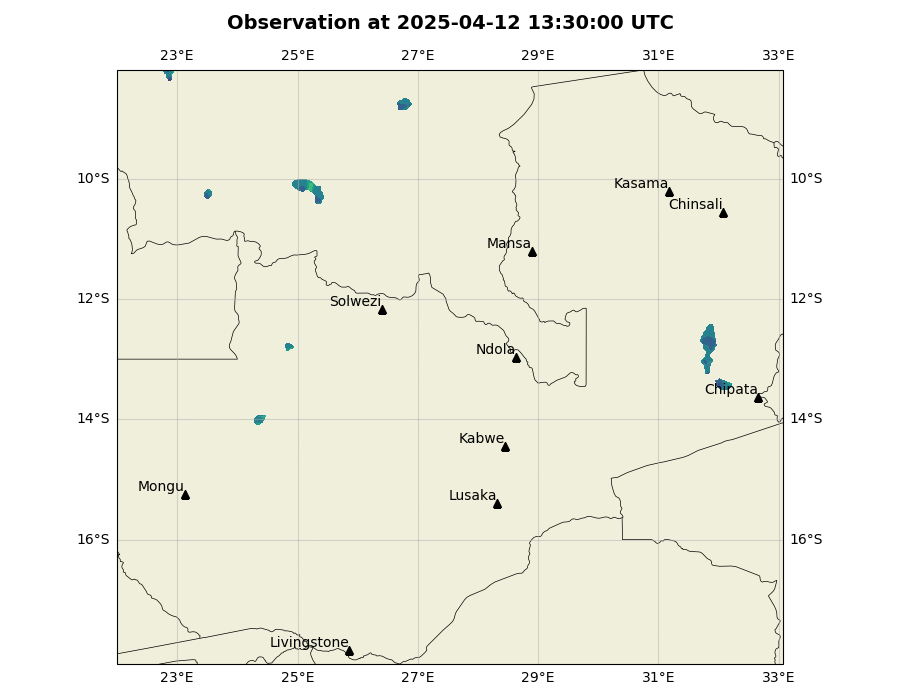 Observation at 2025-04-12 13:30:00 UTC
23°E 25°E 27°E 29°E 31°E 33°E
10°S 10°S
Kasama
Chinsali
Mansa
12°S 12°S
Solwezi
Ndola
Chipata
14°S 14°S
Kabwe
Mongu
Lusaka
16°S 16°S
Livingstone
23°E 25°E 27°E 29°E 31°E 33°E